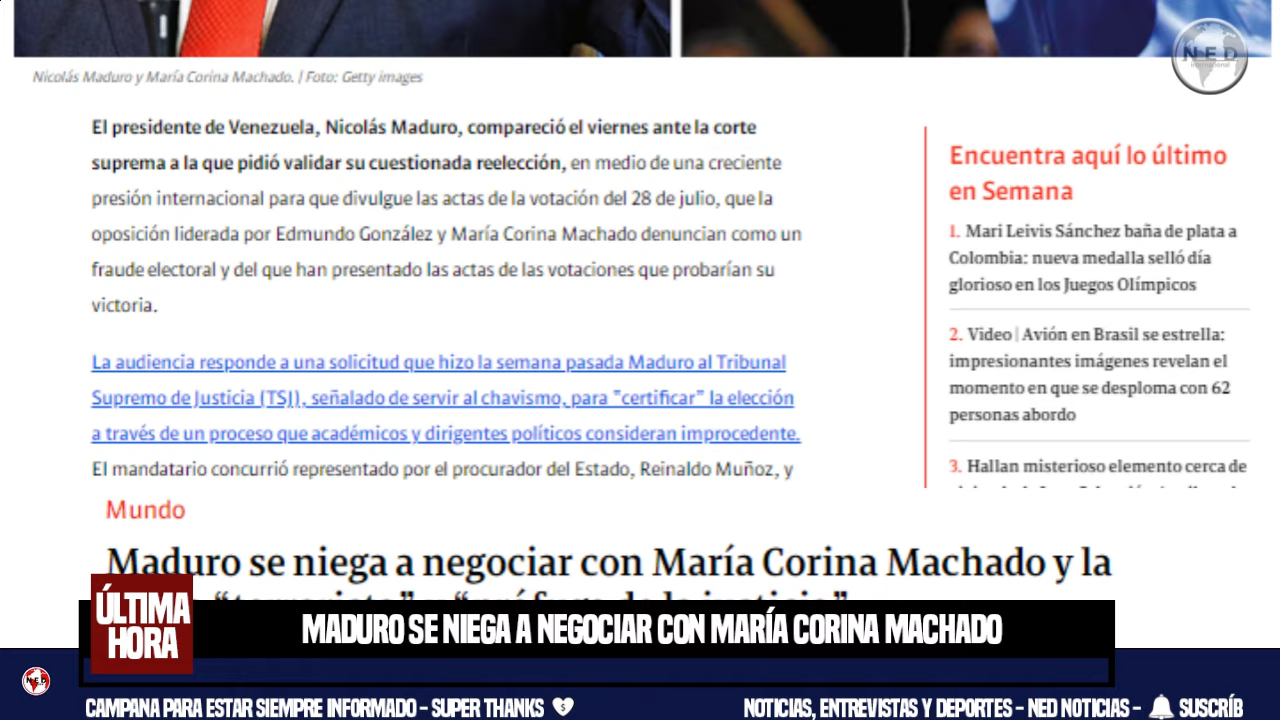 NED
international
Nicolás Maduro y María Corina Machado. | Foto: Getty images
El presidente de Venezuela, Nicolás Maduro, compareció el viernes ante la corte
suprema a la que pidió validar su cuestionada reelección, en medio de una creciente
presión internacional para que divulgue las actas de la votación del 28 de julio, que la
oposición liderada por Edmundo González y María Corina Machado denuncian como un
fraude electoral y del que han presentado las actas de las votaciones que probarían su
victoria.
La audiencia responde a una solicitud que hizo la semana pasada Maduro al Tribunal
Supremo de Justicia (TSJ), señalado de servir al chavismo, para "certificar" la elección
a través de un proceso que académicos y dirigentes políticos consideran improcedente.
El mandatario concurrió representado por el procurador del Estado, Reinaldo Muñoz, y
Encuentra aquí lo último
en Semana
1. Mari Leivis Sánchez baña de plata a
Colombia: nueva medalla selló día
glorioso en los Juegos Olímpicos
2. Video | Avión en Brasil se estrella:
impresionantes imágenes revelan el
momento en que se desploma con 62
personas abordo
3. Hallan misterioso elemento cerca de
Mundo
Maduro se niega a negociar con María Corina Machado y la
ÚLTIMA
HORA
MADURO SE NIEGA A NEGOCIAR CON MARÍA CORINA MACHADO
NED
CAMPANA PARA ESTAR SIEMPRE INFORMADO - SUPER THANKS
NOTICIAS, ENTREVISTAS Y DEPORTES - NED NOTICIAS - SUSCRÍB